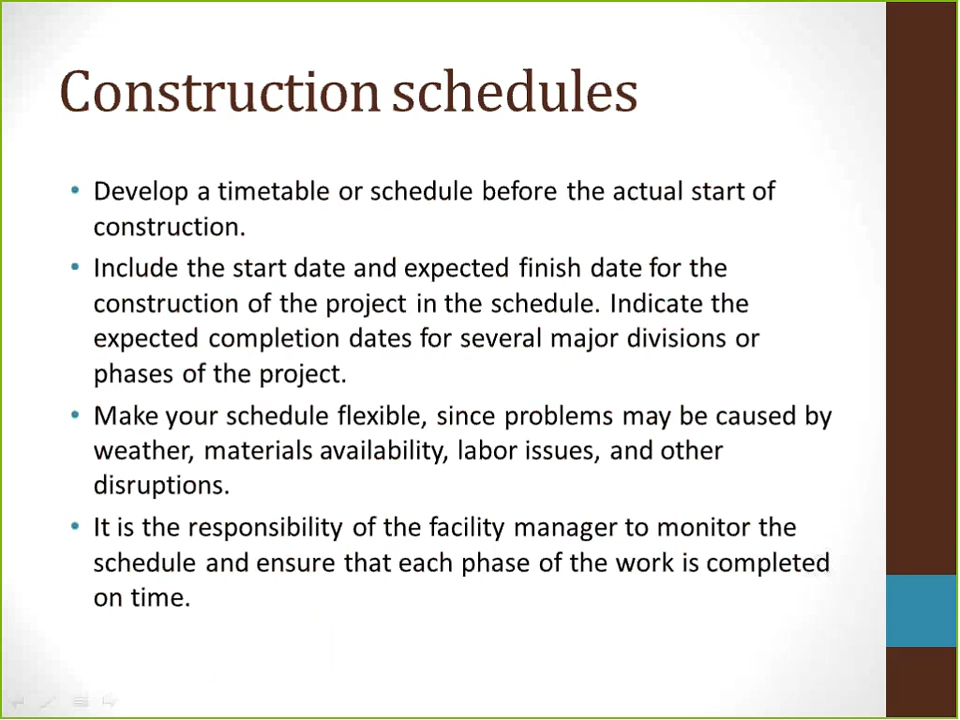 Construction schedules
• Develop a timetable or schedule before the actual start of
construction.
• Include the start date and expected finish date for the
construction of the project in the schedule. Indicate the
expected completion dates for several major divisions or
phases of the project.
• Make your schedule flexible, since problems may be caused by
weather, materials availability, labor issues, and other
disruptions.
• It is the responsibility of the facility manager to monitor the
schedule and ensure that each phase of the work is completed
on time.